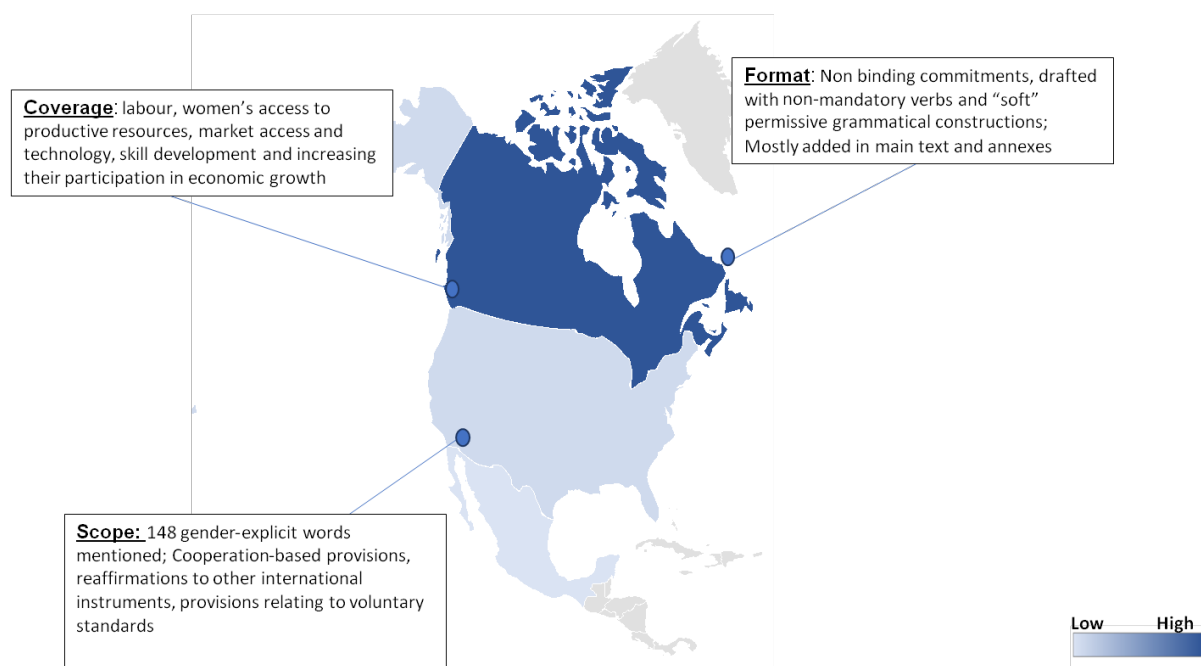 Coverage: labour, women's access to
productive resources, market access and
technology, skill development and increasing
their participation in economic growth
Format: Non binding commitments, drafted
with non-mandatory verbs and “soft”
permissive grammatical constructions;
Mostly added in main text and annexes
Scope: 148 gender-explicit words
mentioned; Cooperation-based provisions,
reaffirmations to other international
instruments, provisions relating to voluntary
standards
Low High